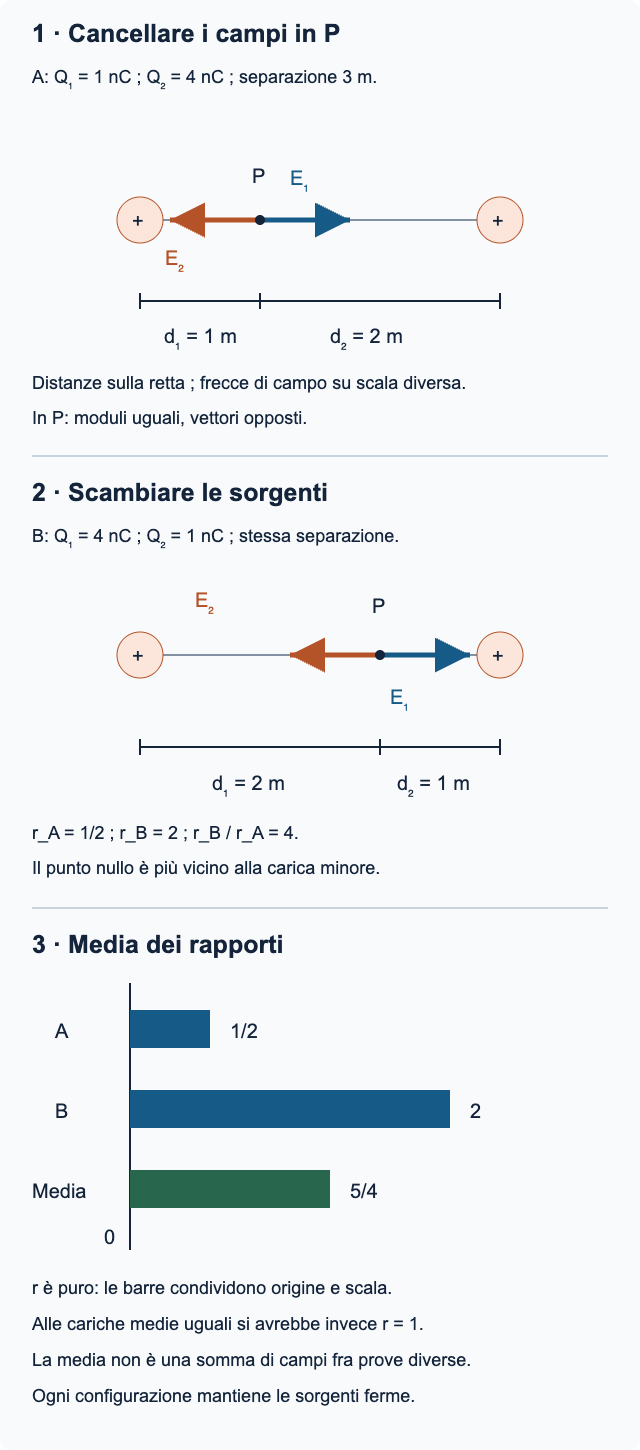 1 · Cancellare i campi in P
A: Q₁ = 1 nC ; Q₂ = 4 nC ; separazione 3 m.
P E₁
+ +
E₂
d₁ = 1 m d₂ = 2 m
Distanze sulla retta ; frecce di campo su scala diversa.
In P: moduli uguali, vettori opposti.
2 · Scambiare le sorgenti
B: Q₁ = 4 nC ; Q₂ = 1 nC ; stessa separazione.
E₂ P
+ +
E₁
d₁ = 2 m d₂ = 1 m
r_A = 1/2 ; r_B = 2 ; r_B / r_A = 4.
Il punto nullo è più vicino alla carica minore.
3 · Media dei rapporti
A 1/2
B 2
Media 5/4
0
r è puro: le barre condividono origine e scala.
Alle cariche medie uguali si avrebbe invece r = 1.
La media non è una somma di campi fra prove diverse.
Ogni configurazione mantiene le sorgenti ferme.